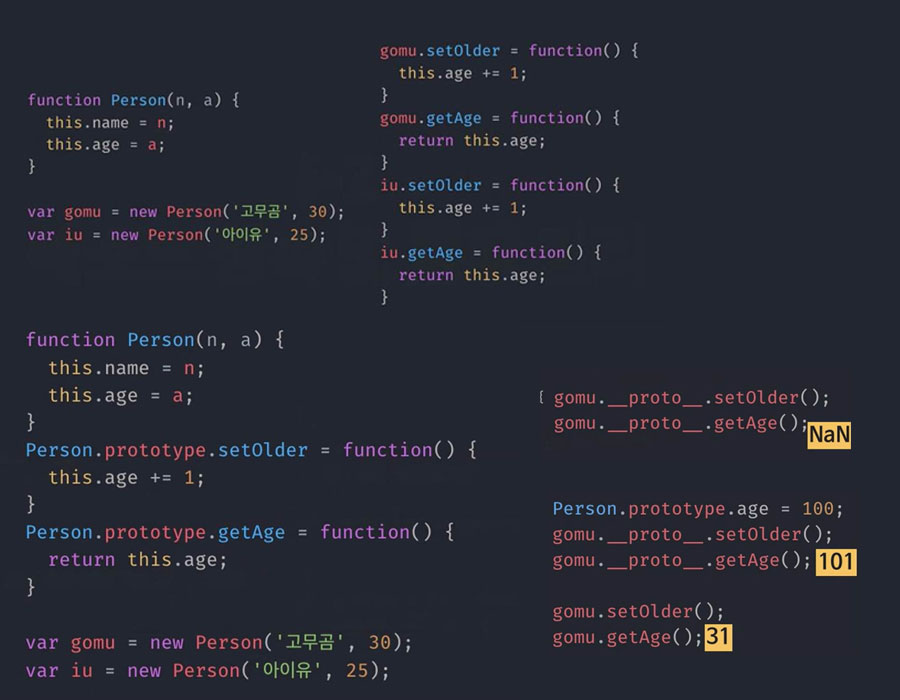 function Person(n, a) {
  this.name = n;
  this.age = a;
}
var gomu = new Person('고무곰', 30);
var iu = new Person('아이유', 25);
gomu.setOlder = function() {
  this.age += 1;
}
gomu.getAge = function() {
  return this.age;
}
iu.setOlder = function() {
  this.age += 1;
}
iu.getAge = function() {
  return this.age;
}
function Person(n, a) {
  this.name = n;
  this.age = a;
}
Person.prototype.setOlder = function() {
  this.age += 1;
}
Person.prototype.getAge = function() {
  return this.age;
}
var gomu = new Person('고무곰', 30);
var iu = new Person('아이유', 25);
gomu.__proto__.setOlder();
gomu.__proto__.getAge(); NaN
Person.prototype.age = 100;
gomu.__proto__.setOlder();
gomu.__proto__.getAge(); 101
gomu.setOlder();
gomu.getAge(); 31